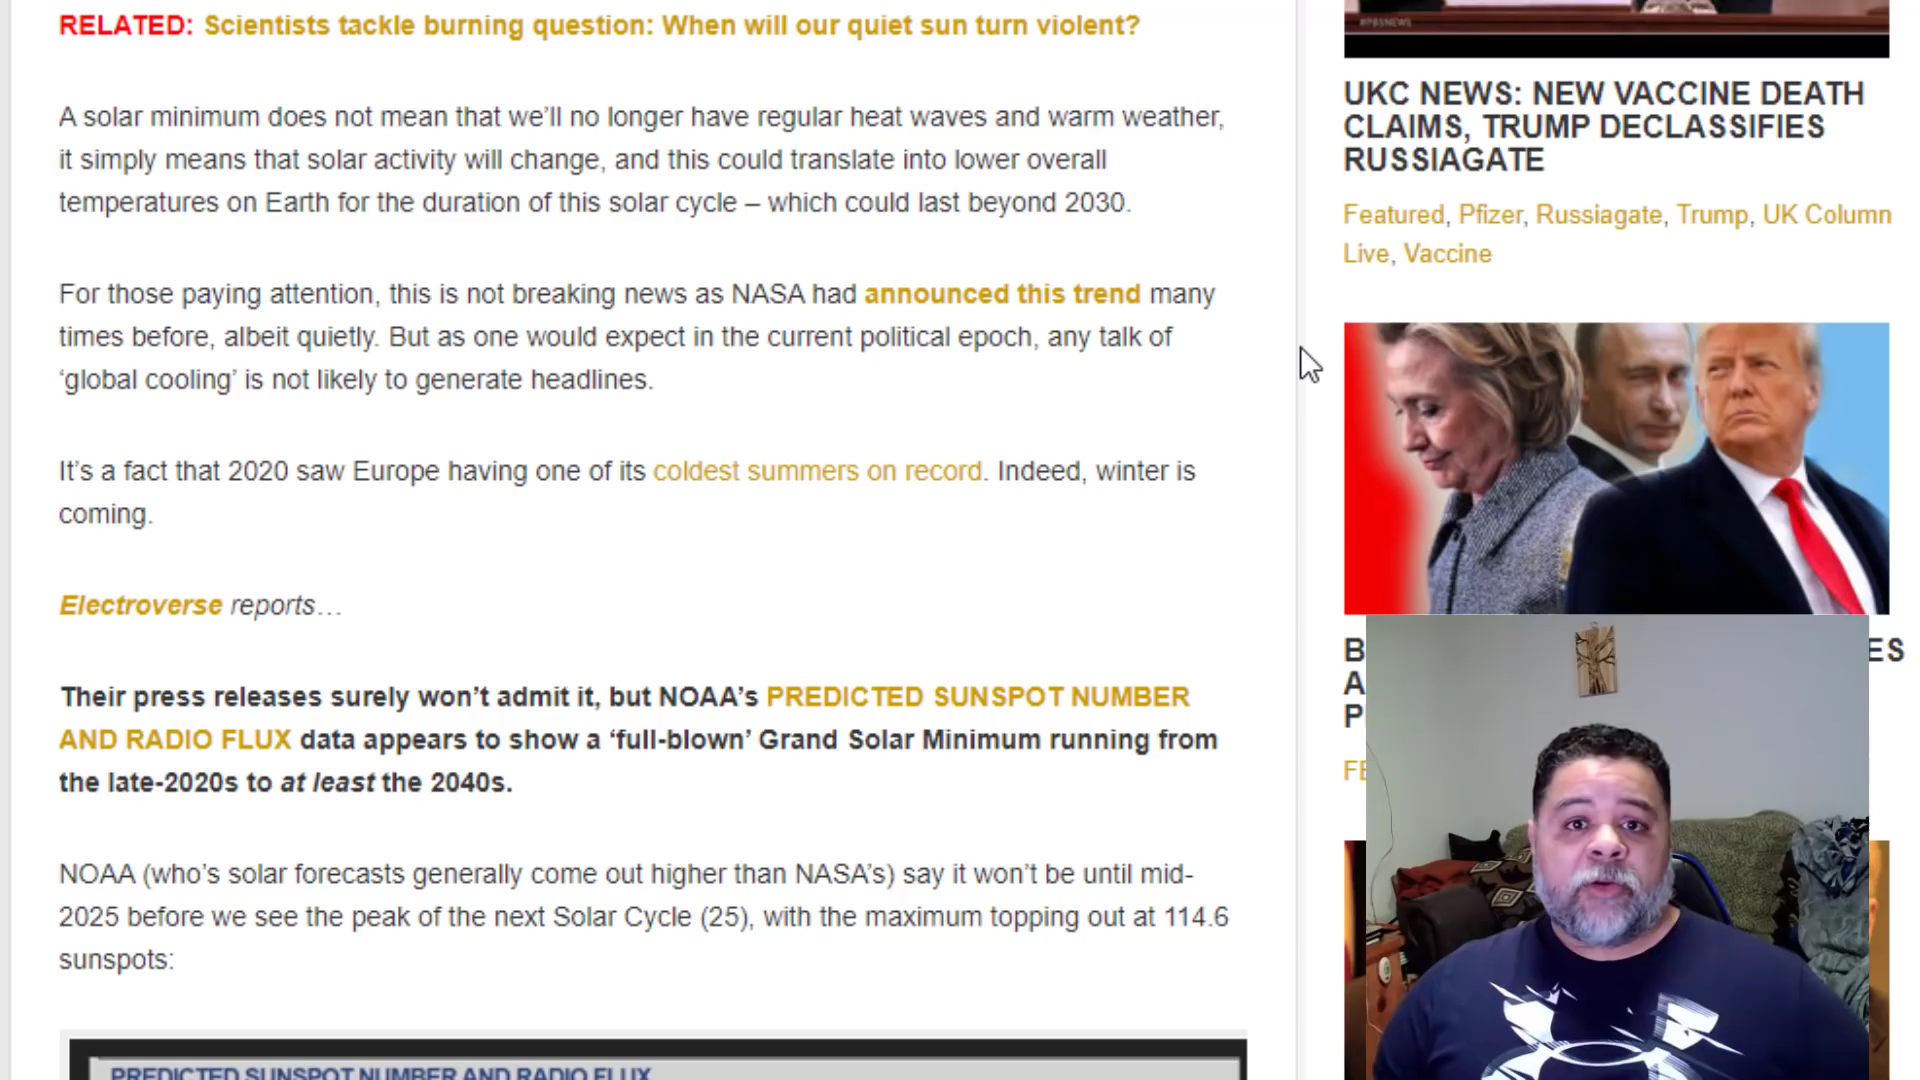 RELATED: Scientists tackle burning question: When will our quiet sun turn violent?
A solar minimum does not mean that we’ll no longer have regular heat waves and warm weather,
it simply means that solar activity will change, and this could translate into lower overall
temperatures on Earth for the duration of this solar cycle – which could last beyond 2030.
For those paying attention, this is not breaking news as NASA had announced this trend many
times before, albeit quietly. But as one would expect in the current political epoch, any talk of
‘global cooling’ is not likely to generate headlines.
It’s a fact that 2020 saw Europe having one of its coldest summers on record. Indeed, winter is
coming.
Electroverse reports…
Their press releases surely won’t admit it, but NOAA’s PREDICTED SUNSPOT NUMBER
AND RADIO FLUX data appears to show a ‘full-blown’ Grand Solar Minimum running from
the late-2020s to at least the 2040s.
NOAA (who’s solar forecasts generally come out higher than NASA’s) say it won’t be until mid-
2025 before we see the peak of the next Solar Cycle (25), with the maximum topping out at 114.6
sunspots:
PREDICTED SUNSPOT NUMBER AND RADIO FLUX
#PBSNEWS
UKC NEWS: NEW VACCINE DEATH
CLAIMS, TRUMP DECLASSIFIES
RUSSIAGATE
Featured, Pfizer, Russiagate, Trump, UK Column
Live, Vaccine
B ES
A
P
FE